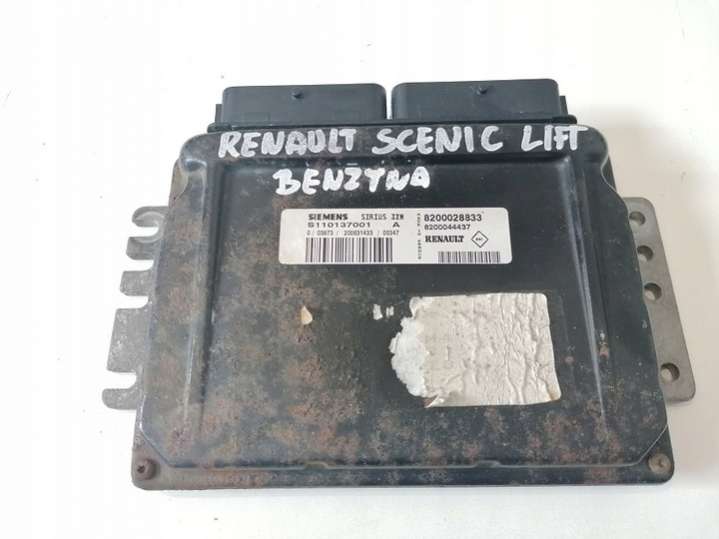 RENAULT SCENIC LIFT
BENZYNA
SIEMENS SIRIUS 32N
S110137001 A
8200028833
8200044437
RENAULT